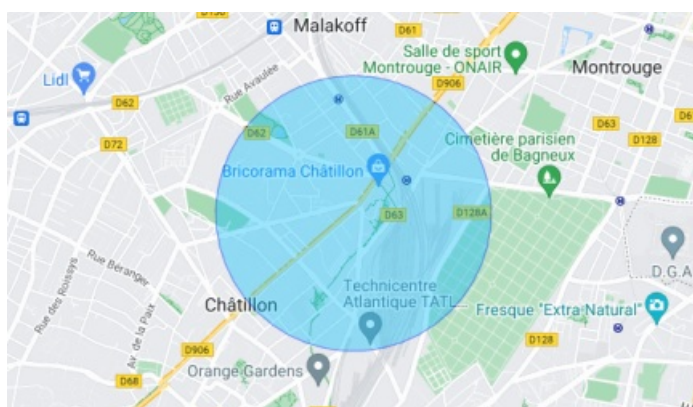 D130
Malakoff
D61
Salle de sport
Montrouge - ONAIR
Montrouge
Lidl
Rue Avaulée
D906
D62
D62
D61A
D63
D6
D72
Cimetière parisien
de Bagneux
D128
Bricorama Châtillon
D63
D128A
Rue Béranger
Rue des Roissys
Av. de la Paix
D.G.A
Technicentre
Atlantique TATL
Châtillon
Fresque "Extra Natural"
D906
D128
Orange Gardens
D68